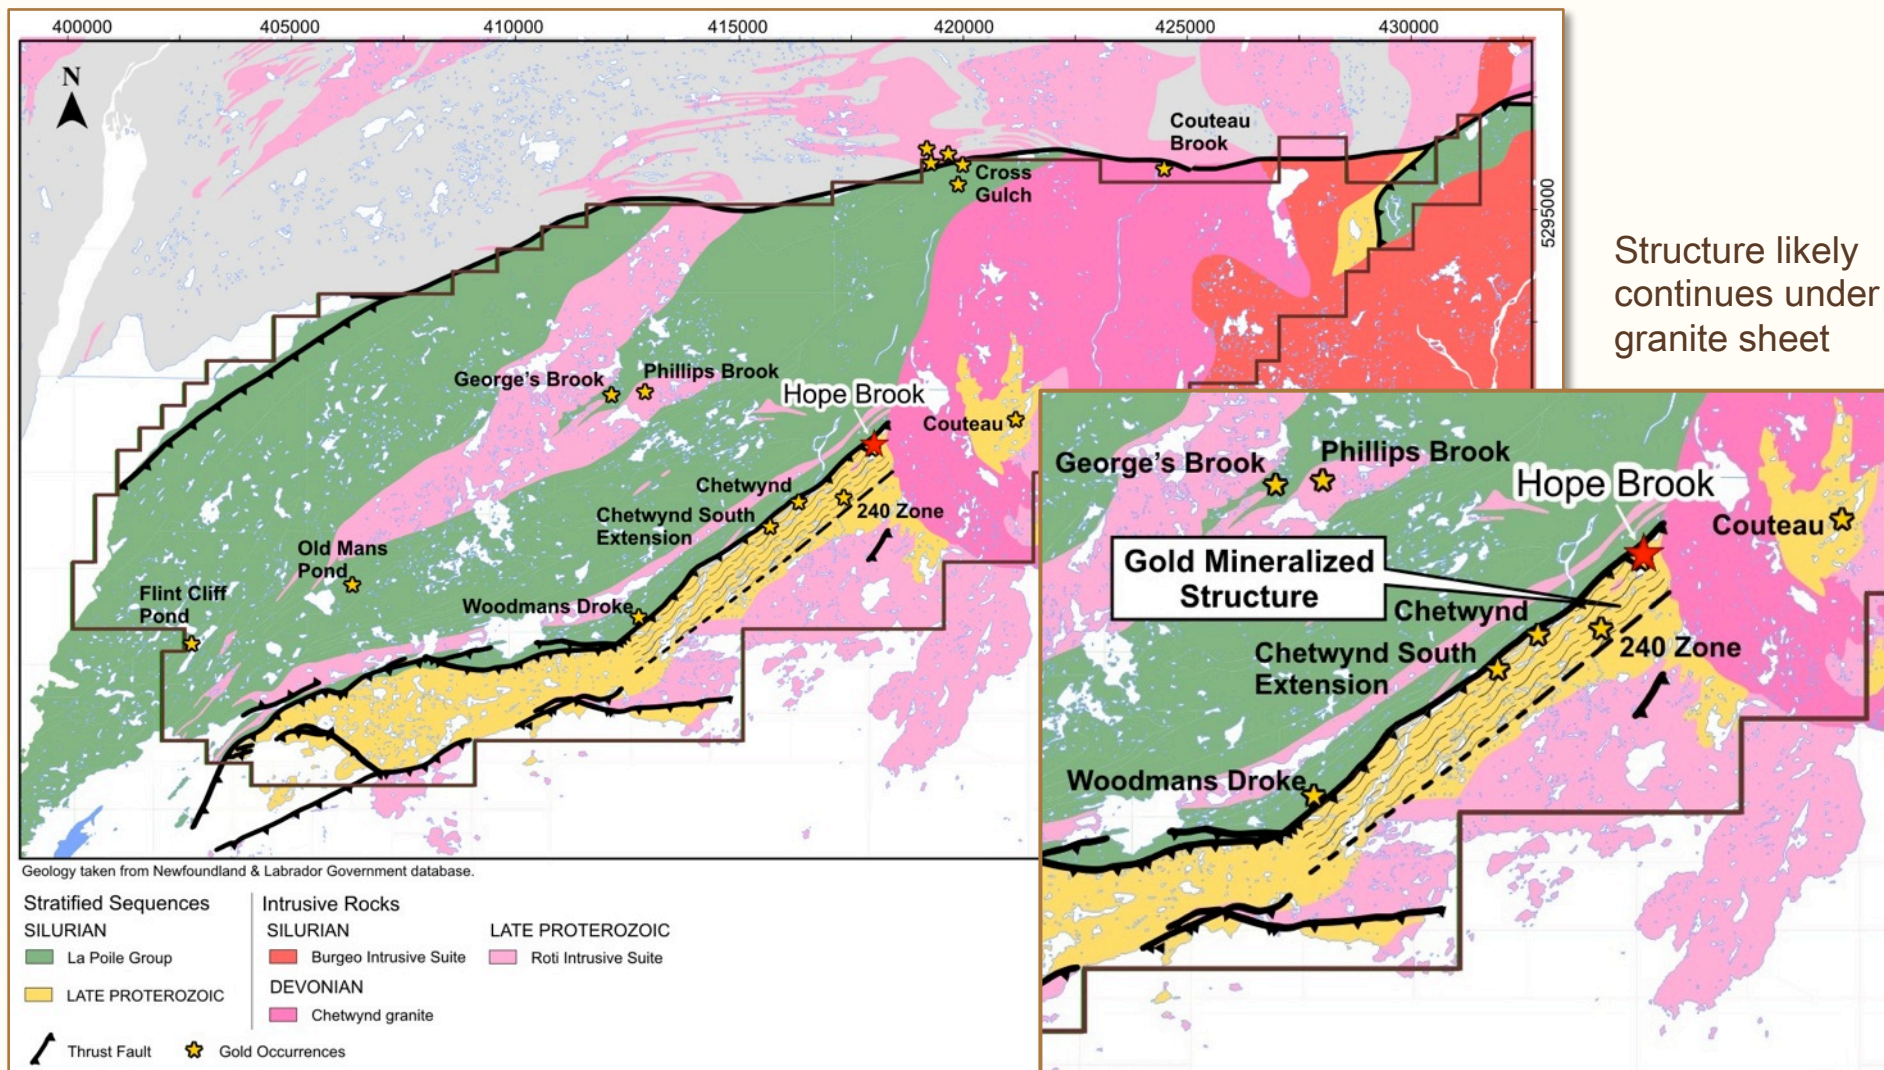 400000 405000 410000 415000 420000 425000 430000
N
5295000
Couteau
Brook
Cross
Gulch
George's Brook
Phillips Brook
Hope Brook
Couteau
Chetwynd
Chetwynd South
Extension
240 Zone
Old Mans
Pond
Flint Cliff
Pond
Woodmans Droke
Structure likely
continues under
granite sheet
George's Brook
Phillips Brook
Hope Brook
Couteau
Gold Mineralized
Structure
Chetwynd
Chetwynd South
Extension
240 Zone
Woodmans Droke
Geology taken from Newfoundland & Labrador Government database.
Stratified Sequences
SILURIAN
La Poile Group
LATE PROTEROZOIC
Intrusive Rocks
SILURIAN
Burgeo Intrusive Suite
DEVONIAN
Chetwynd granite
LATE PROTEROZOIC
Roti Intrusive Suite
Thrust Fault
Gold Occurrences